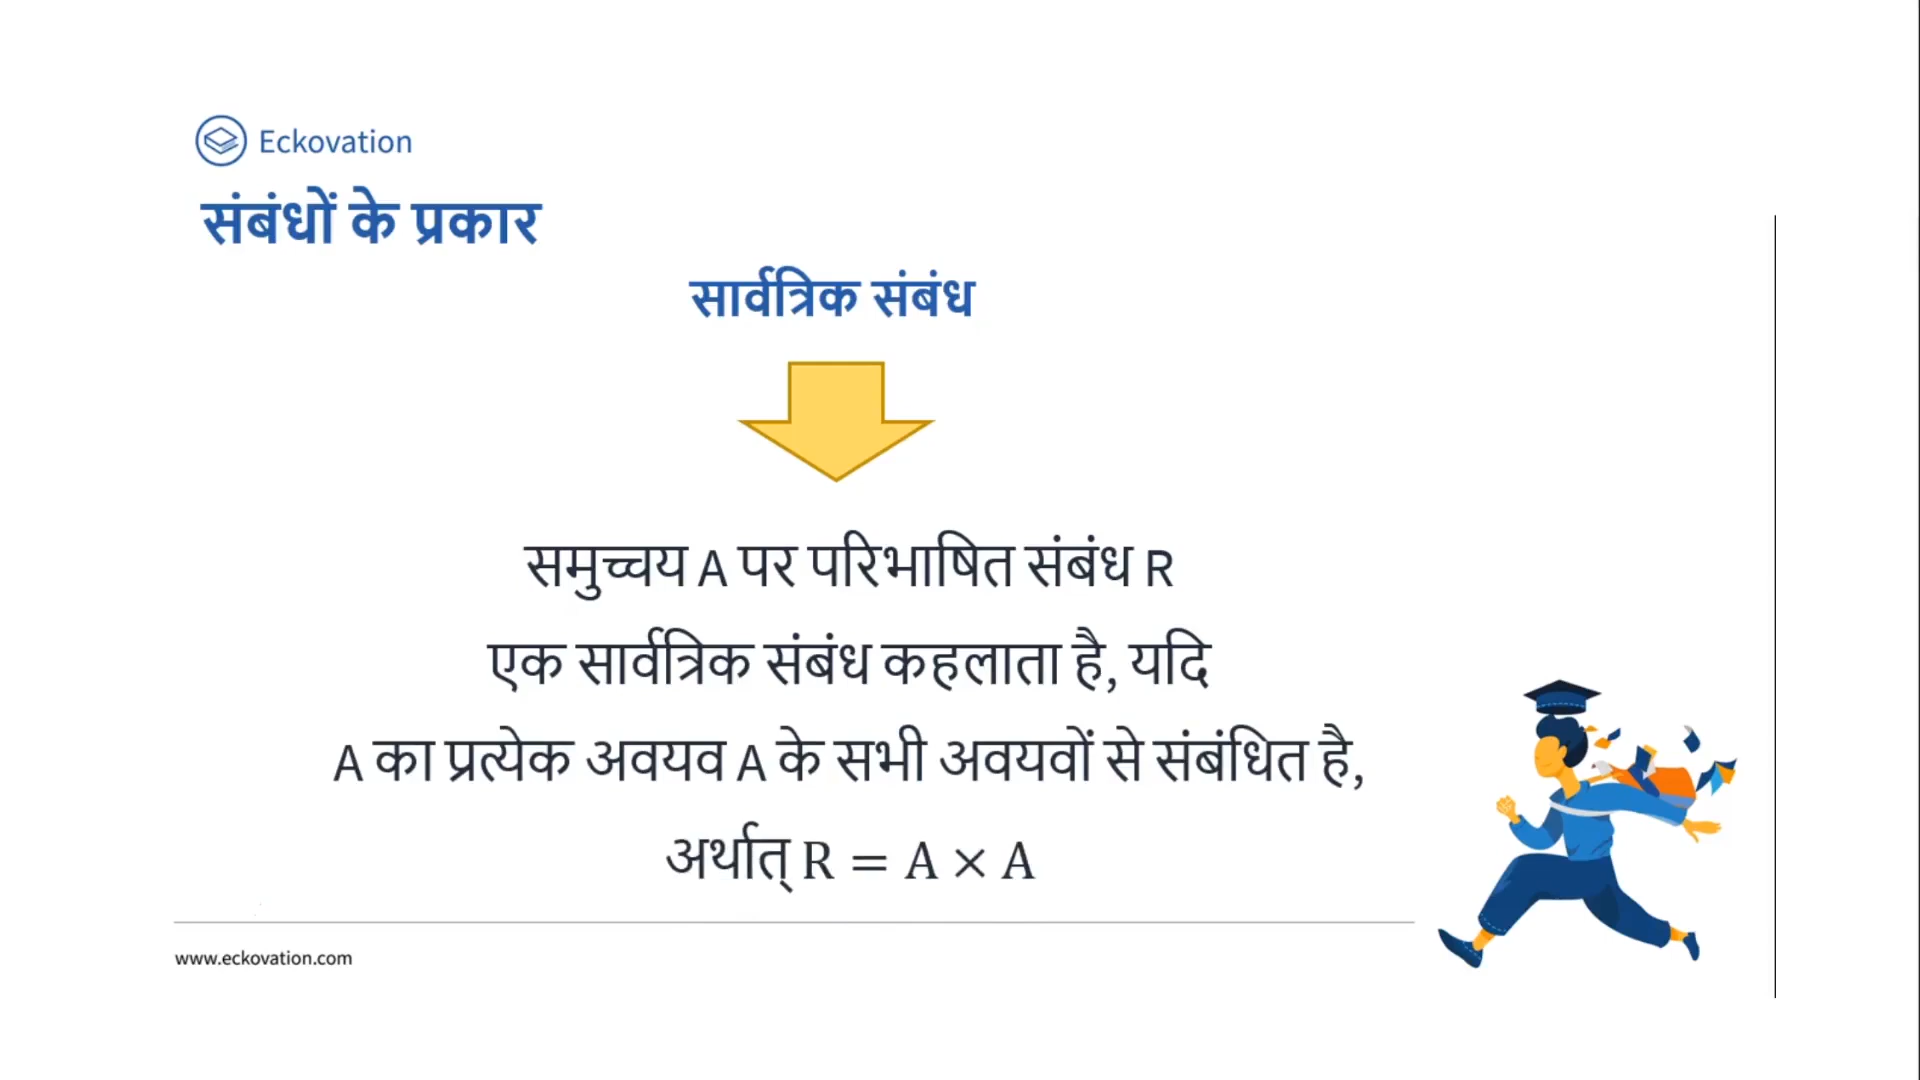 Eckovation
संबंधों के प्रकार
सार्वत्रिक संबंध
समुच्चय A पर परिभाषित संबंध R
एक सार्वत्रिक संबंध कहलाता है, यदि
A का प्रत्येक अवयव A के सभी अवयवों से संबंधित है,
अर्थात् R = A × A
www.eckovation.com